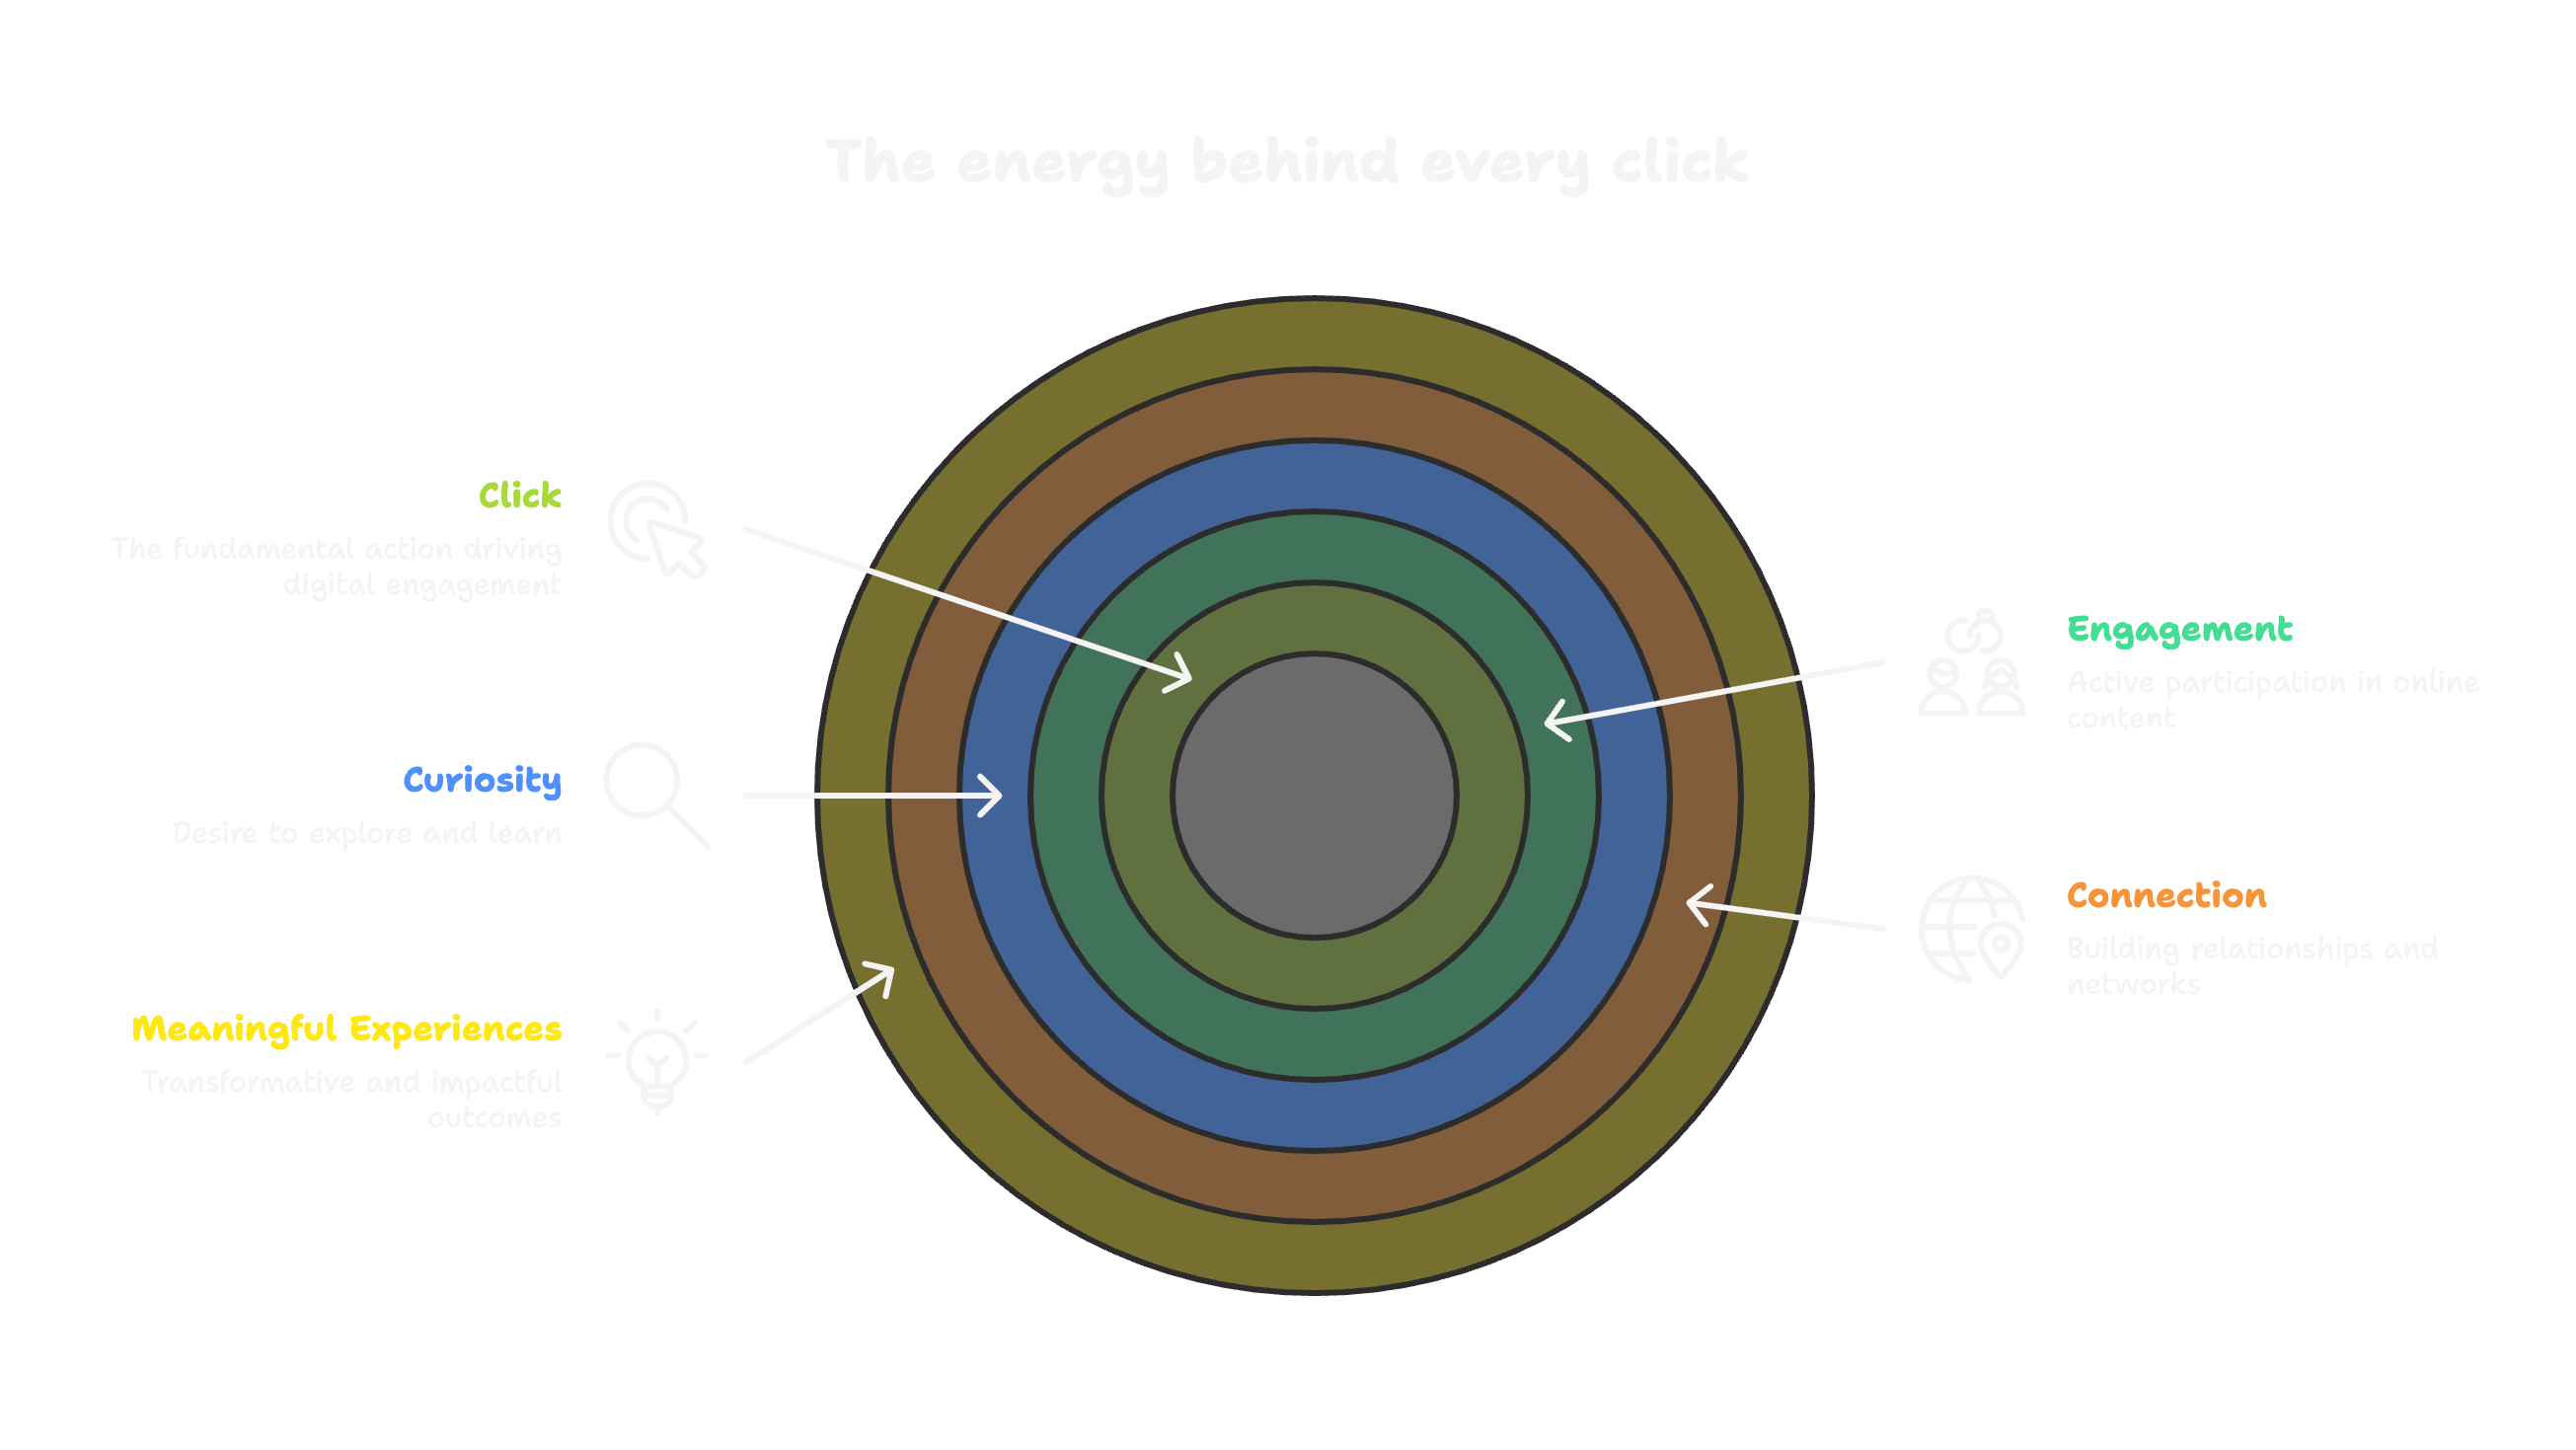 The energy behind every click
Click
The fundamental action driving
digital engagement
Curiosity
Desire to explore and learn
Meaningful Experiences
Transformative and impactful
outcomes
Engagement
Active participation in online
content
Connection
Building relationships and
networks